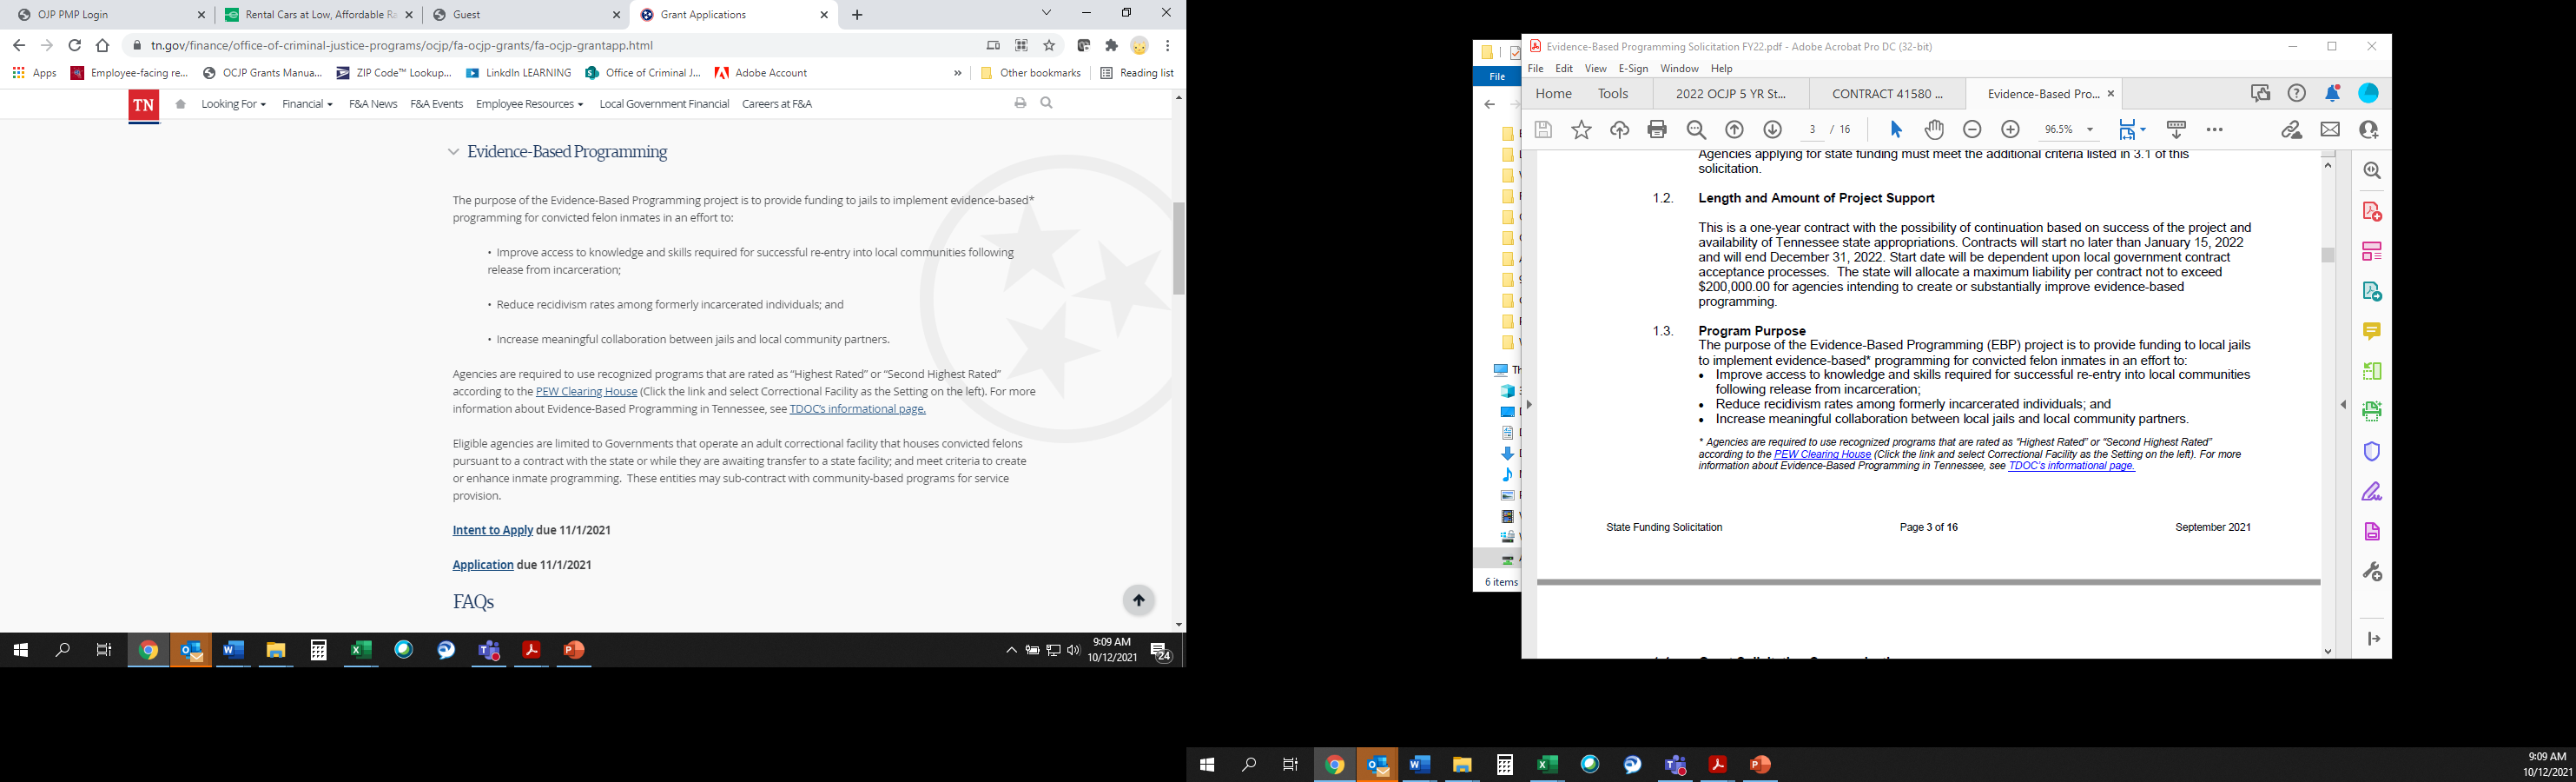 OJP PMP Login
Rental Cars at Low, Affordable Ra
Guest
Grant Applications
tn.gov/finance/office-of-criminal-justice-programs/ocjp/fa-ocjp-grants/fa-ocjp-grantapp.html
Apps
Employee-facing re...
OCJP Grants Manua...
ZIP Code™ Lookup...
LinkdIn LEARNING
Office of Criminal J...
Adobe Account
»
Other bookmarks
Reading list
TN
Looking For
Financial
F&A News
F&A Events
Employee Resources
Local Government Financial
Careers at F&A
Evidence-Based Programming
The purpose of the Evidence-Based Programming project is to provide funding to jails to implement evidence-based*
programming for convicted felon inmates in an effort to:
• Improve access to knowledge and skills required for successful re-entry into local communities following
release from incarceration;
• Reduce recidivism rates among formerly incarcerated individuals; and
• Increase meaningful collaboration between jails and local community partners.
Agencies are required to use recognized programs that are rated as “Highest Rated” or “Second Highest Rated”
according to the PEW Clearing House (Click the link and select Correctional Facility as the Setting on the left). For more
information about Evidence-Based Programming in Tennessee, see TDOC’s informational page.
Eligible agencies are limited to Governments that operate an adult correctional facility that houses convicted felons
pursuant to a contract with the state or while they are awaiting transfer to a state facility; and meet criteria to create
or enhance inmate programming.  These entities may sub-contract with community-based programs for service
provision.
Intent to Apply due 11/1/2021
Application due 11/1/2021
FAQs
9:09 AM
10/12/2021
24
File
6 items
Evidence-Based Programming Solicitation FY22.pdf - Adobe Acrobat Pro DC (32-bit)
File Edit View E-Sign Window Help
Home
Tools
2022 OCJP 5 YR St...
CONTRACT 41580 ...
Evidence-Based Pro...
3 / 16
96.5%
Agencies applying for state funding must meet the additional criteria listed in 3.1 of this
solicitation.
1.2. Length and Amount of Project Support
This is a one-year contract with the possibility of continuation based on success of the project and
availability of Tennessee state appropriations. Contracts will start no later than January 15, 2022
and will end December 31, 2022. Start date will be dependent upon local government contract
acceptance processes.  The state will allocate a maximum liability per contract not to exceed
$200,000.00 for agencies intending to create or substantially improve evidence-based
programming.
1.3. Program Purpose
The purpose of the Evidence-Based Programming (EBP) project is to provide funding to local jails
to implement evidence-based* programming for convicted felon inmates in an effort to:
• Improve access to knowledge and skills required for successful re-entry into local communities
following release from incarceration;
• Reduce recidivism rates among formerly incarcerated individuals; and
• Increase meaningful collaboration between local jails and local community partners.
* Agencies are required to use recognized programs that are rated as “Highest Rated” or “Second Highest Rated”
according to the PEW Clearing House (Click the link and select Correctional Facility as the Setting on the left). For more
information about Evidence-Based Programming in Tennessee, see TDOC’s informational page.
State Funding Solicitation
Page 3 of 16
September 2021
9:09 AM
10/12/2021